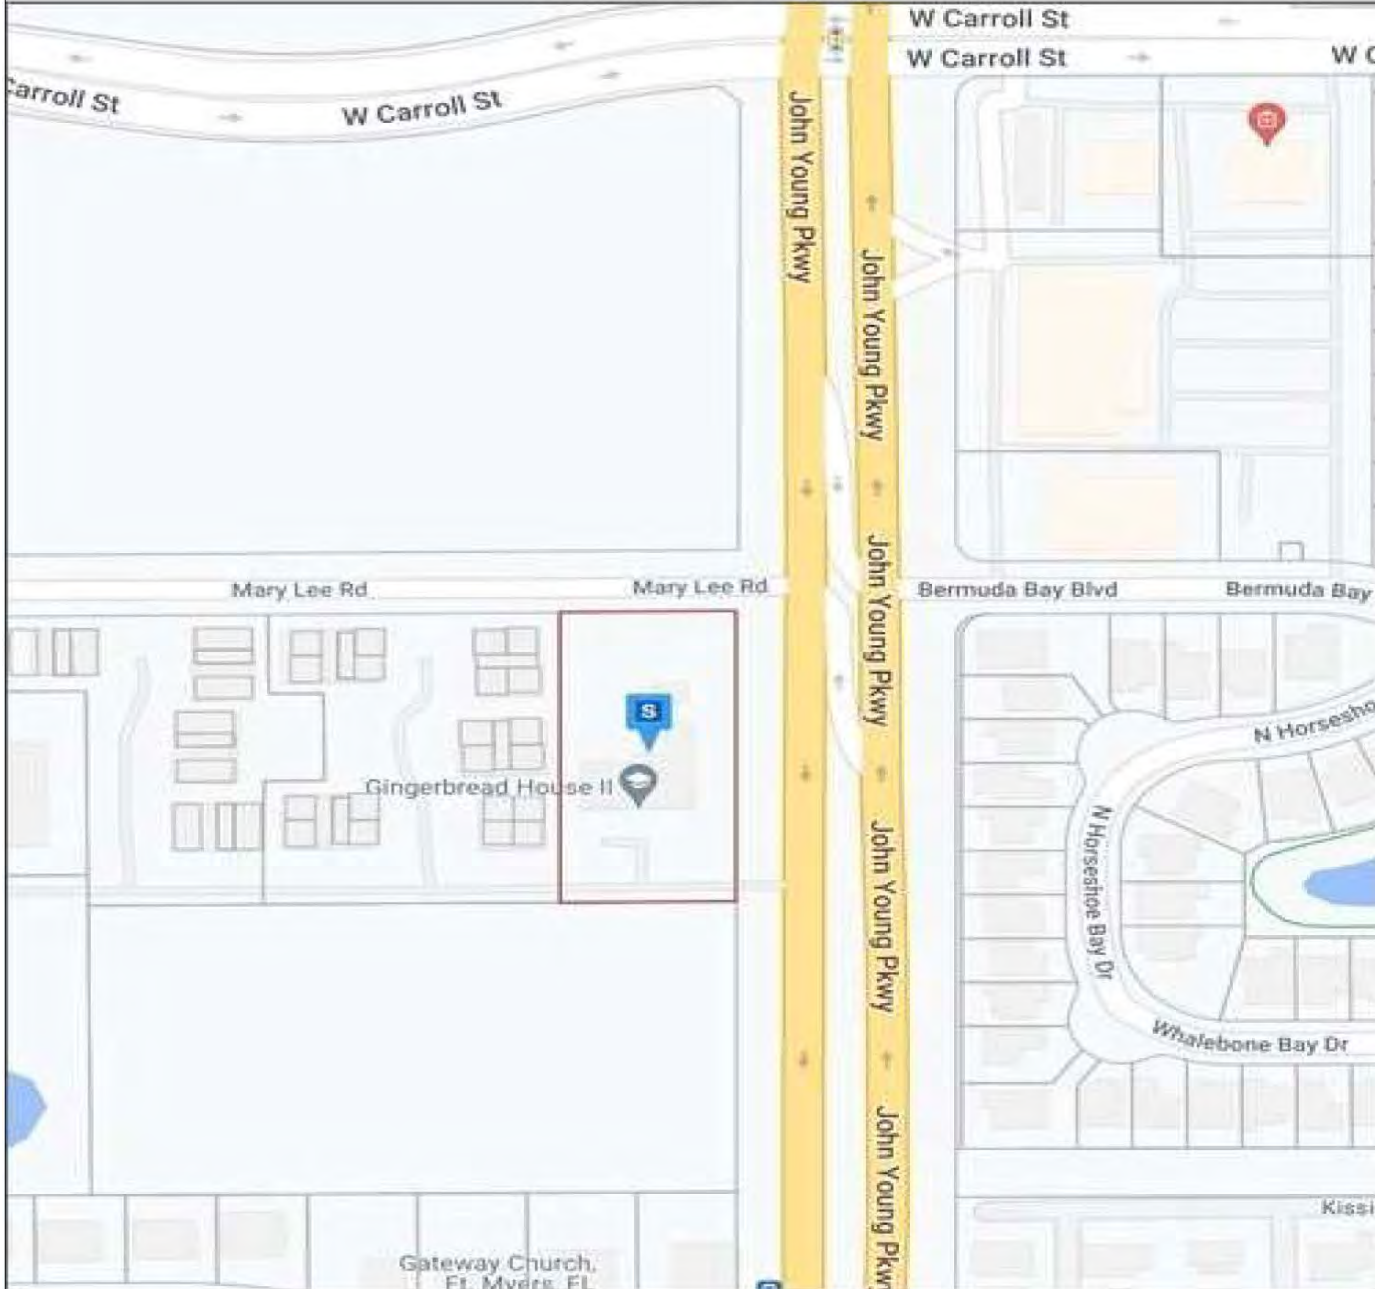 W Carroll St
W Carroll St
W C
Carroll St
W Carroll St
John Young Pkwy
John Young Pkwy
Mary Lee Rd
Mary Lee Rd
John Young Pkwy
Bermuda Bay Blvd
Bermuda Bay
S
N Horsesho
Gingerbread House II
N Horseshoe Bay Dr
John Young Pkwy
Whalebone Bay Dr
John Young Pkwy
Kissi
Gateway Church,
Ft. Myers, FL